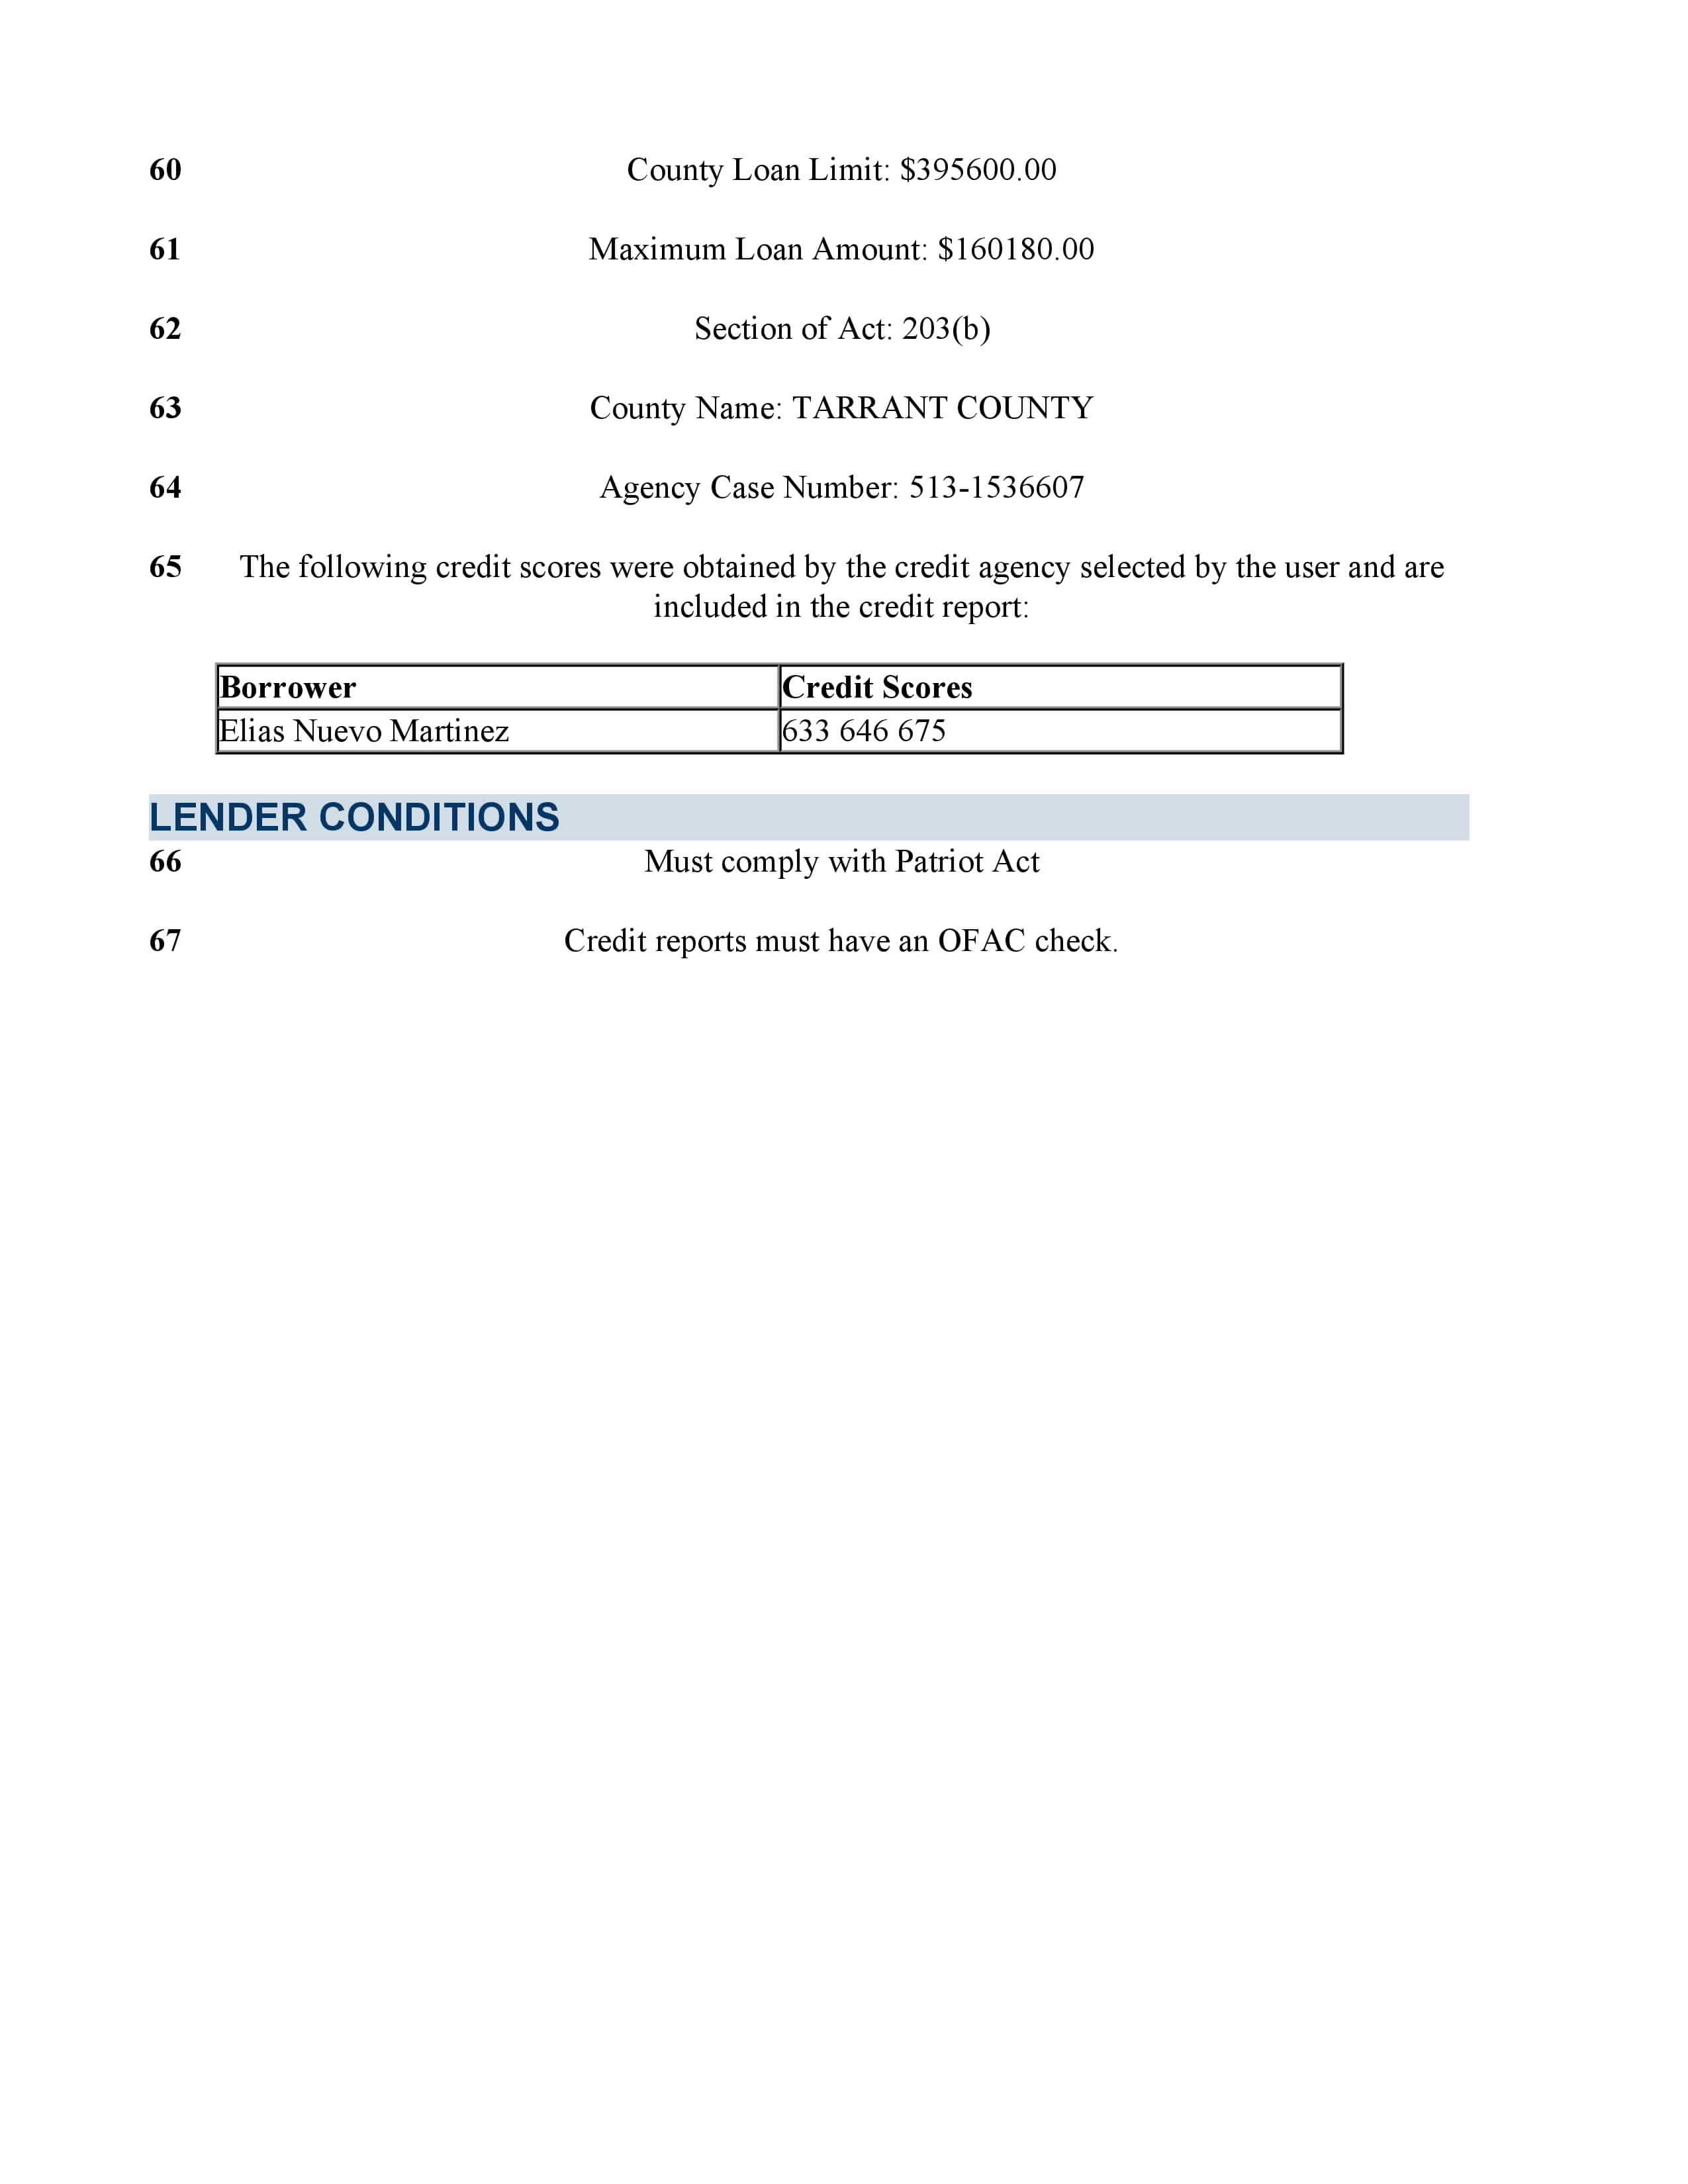 60 County Loan Limit: $395600.00
61 Maximum Loan Amount: $160180.00
62 Section of Act: 203(b)
63 County Name: TARRANT COUNTY
64 Agency Case Number: 513-1536607
65 The following credit scores were obtained by the credit agency selected by the user and are
included in the credit report:
Borrower Credit Scores
Elias Nuevo Martinez 633 646 675
LENDER CONDITIONS
66 Must comply with Patriot Act
67 Credit reports must have an OFAC check.